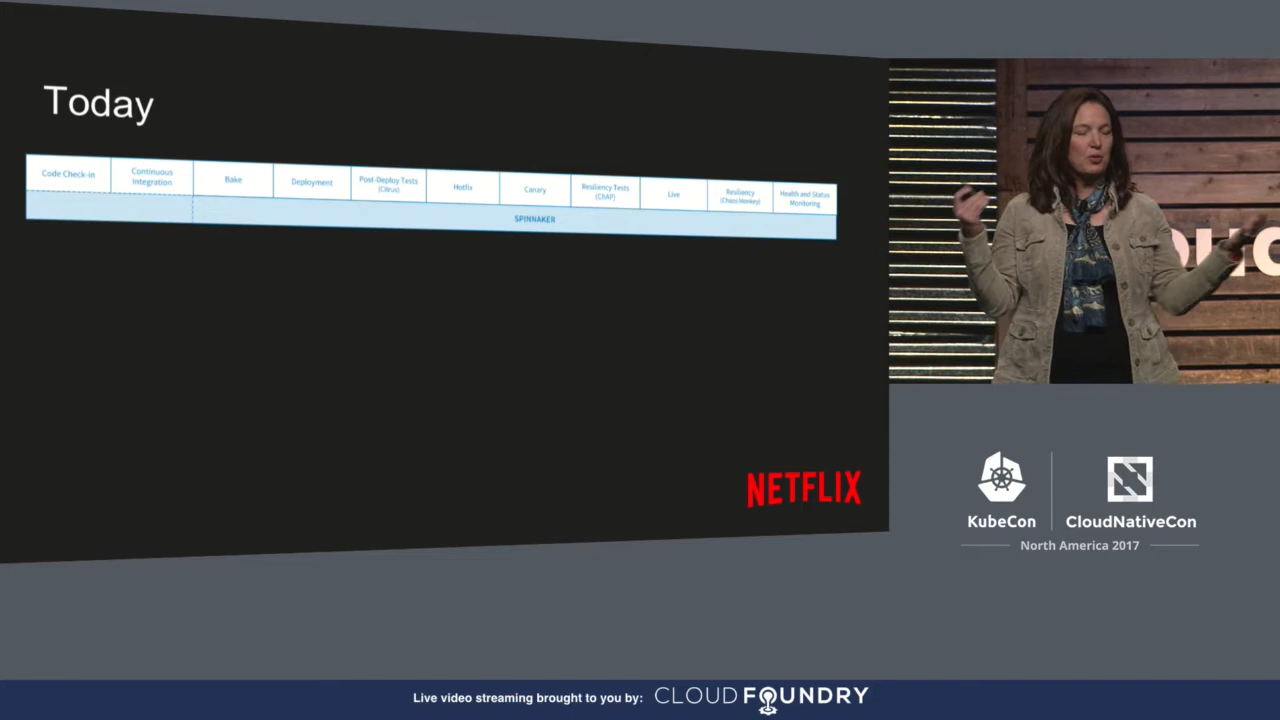 Today
Code Check-in
Continuous
Integration
Bake
Deployment
Post-Deploy Tests
(Citrus)
Hotfix
Canary
Resiliency Tests
(ChAP)
Live
Resiliency
(Chaos Monkey)
Health and Status
Monitoring
SPINNAKER
NETFLIX
KubeCon
CloudNativeCon
North America 2017
Live video streaming brought to you by: CLOUD FOUNDRY